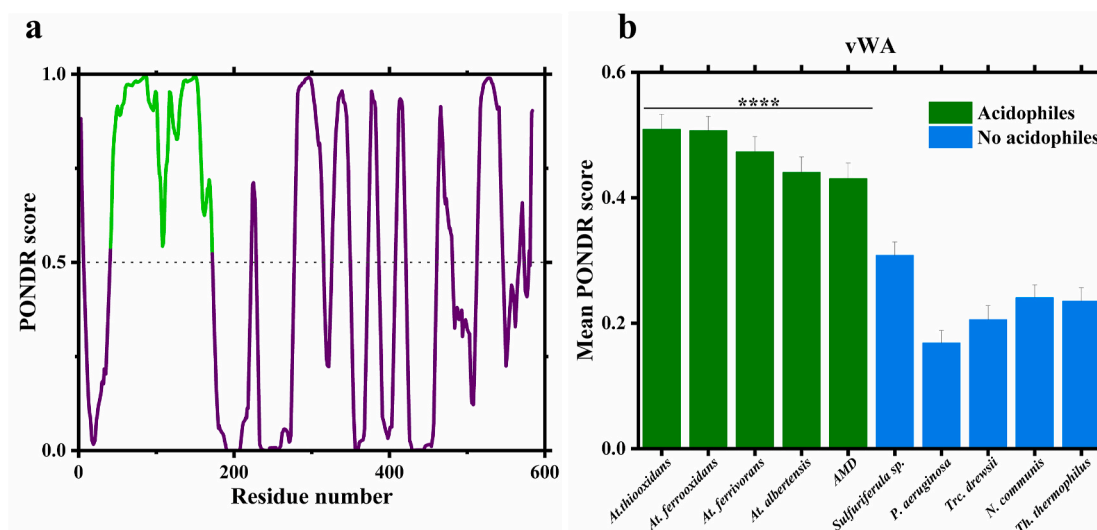 a
PONDR score
1.0
0.5
0.0
0
200
400
600
Residue number
b
vWA
Mean PONDR score
0.6
0.4
0.2
0.0
****
Acidophiles
No acidophiles
At.thiooxidans
At. ferrooxidans
At. ferrivorans
At. albertensis
AMD
Sulfuriferula sp.
P. aeruginosa
Trc. drewsii
N. communis
Th. thermophilus